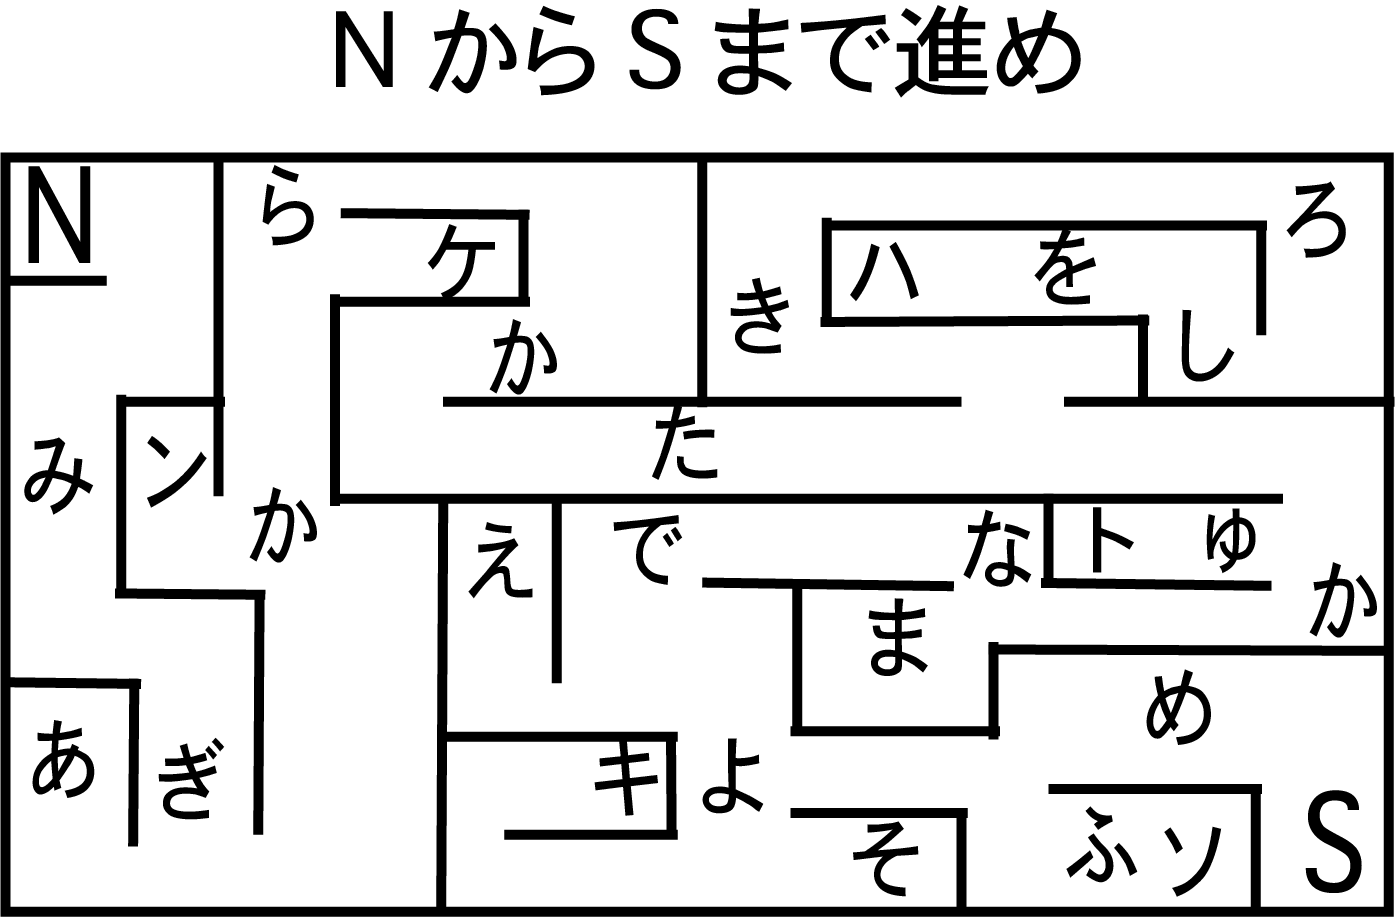 NからSまで進め
N
ら
ろ
ケ
ハ
を
き
か
し
た
み
ン
か
え
で
な
ト
ゅ
か
ま
め
あ
ぎ
キ
よ
そ
ふ
ソ
S